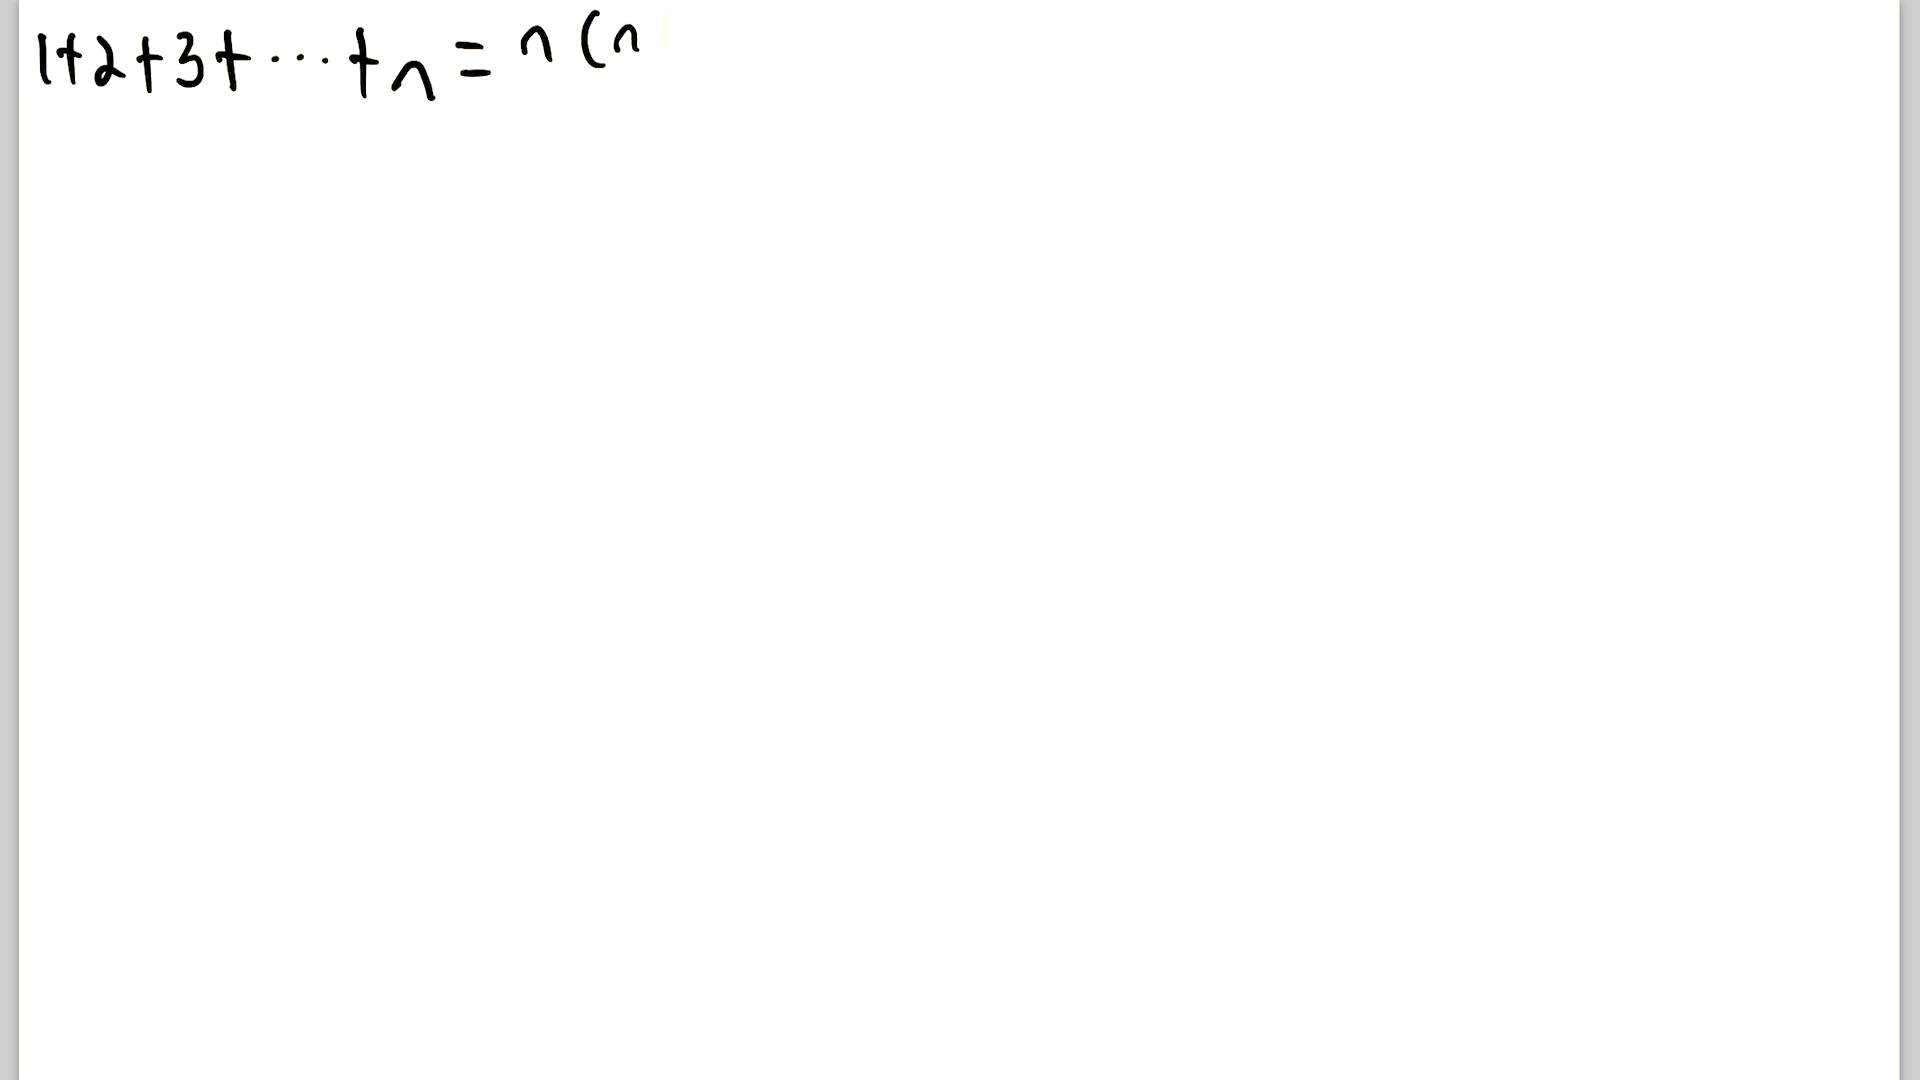 1+2+3+...+n = n(n